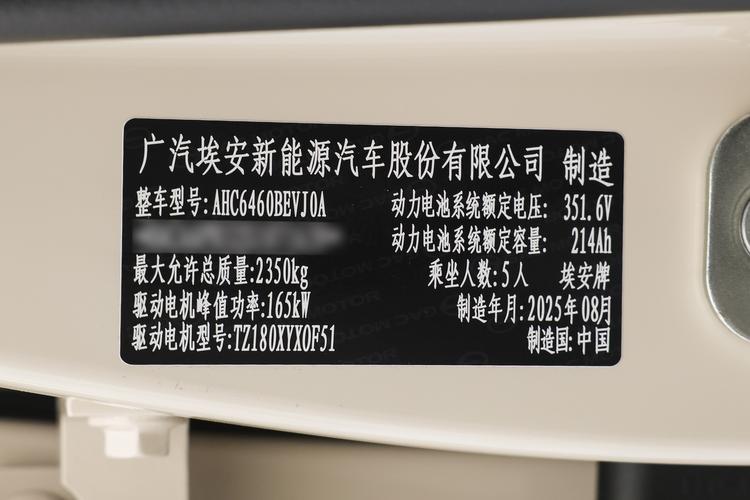 广汽埃安新能源汽车股份有限公司 制造
整车型号:AHC6460BEVJ0A 动力电池系统额定电压: 351.6V
动力电池系统额定容量: 214Ah
最大允许总质量:2350kg 乘坐人数:5人 埃安牌
驱动电机峰值功率:165kW 制造年月:2025年08月
驱动电机型号:TZ180XYX0F51 制造国:中国